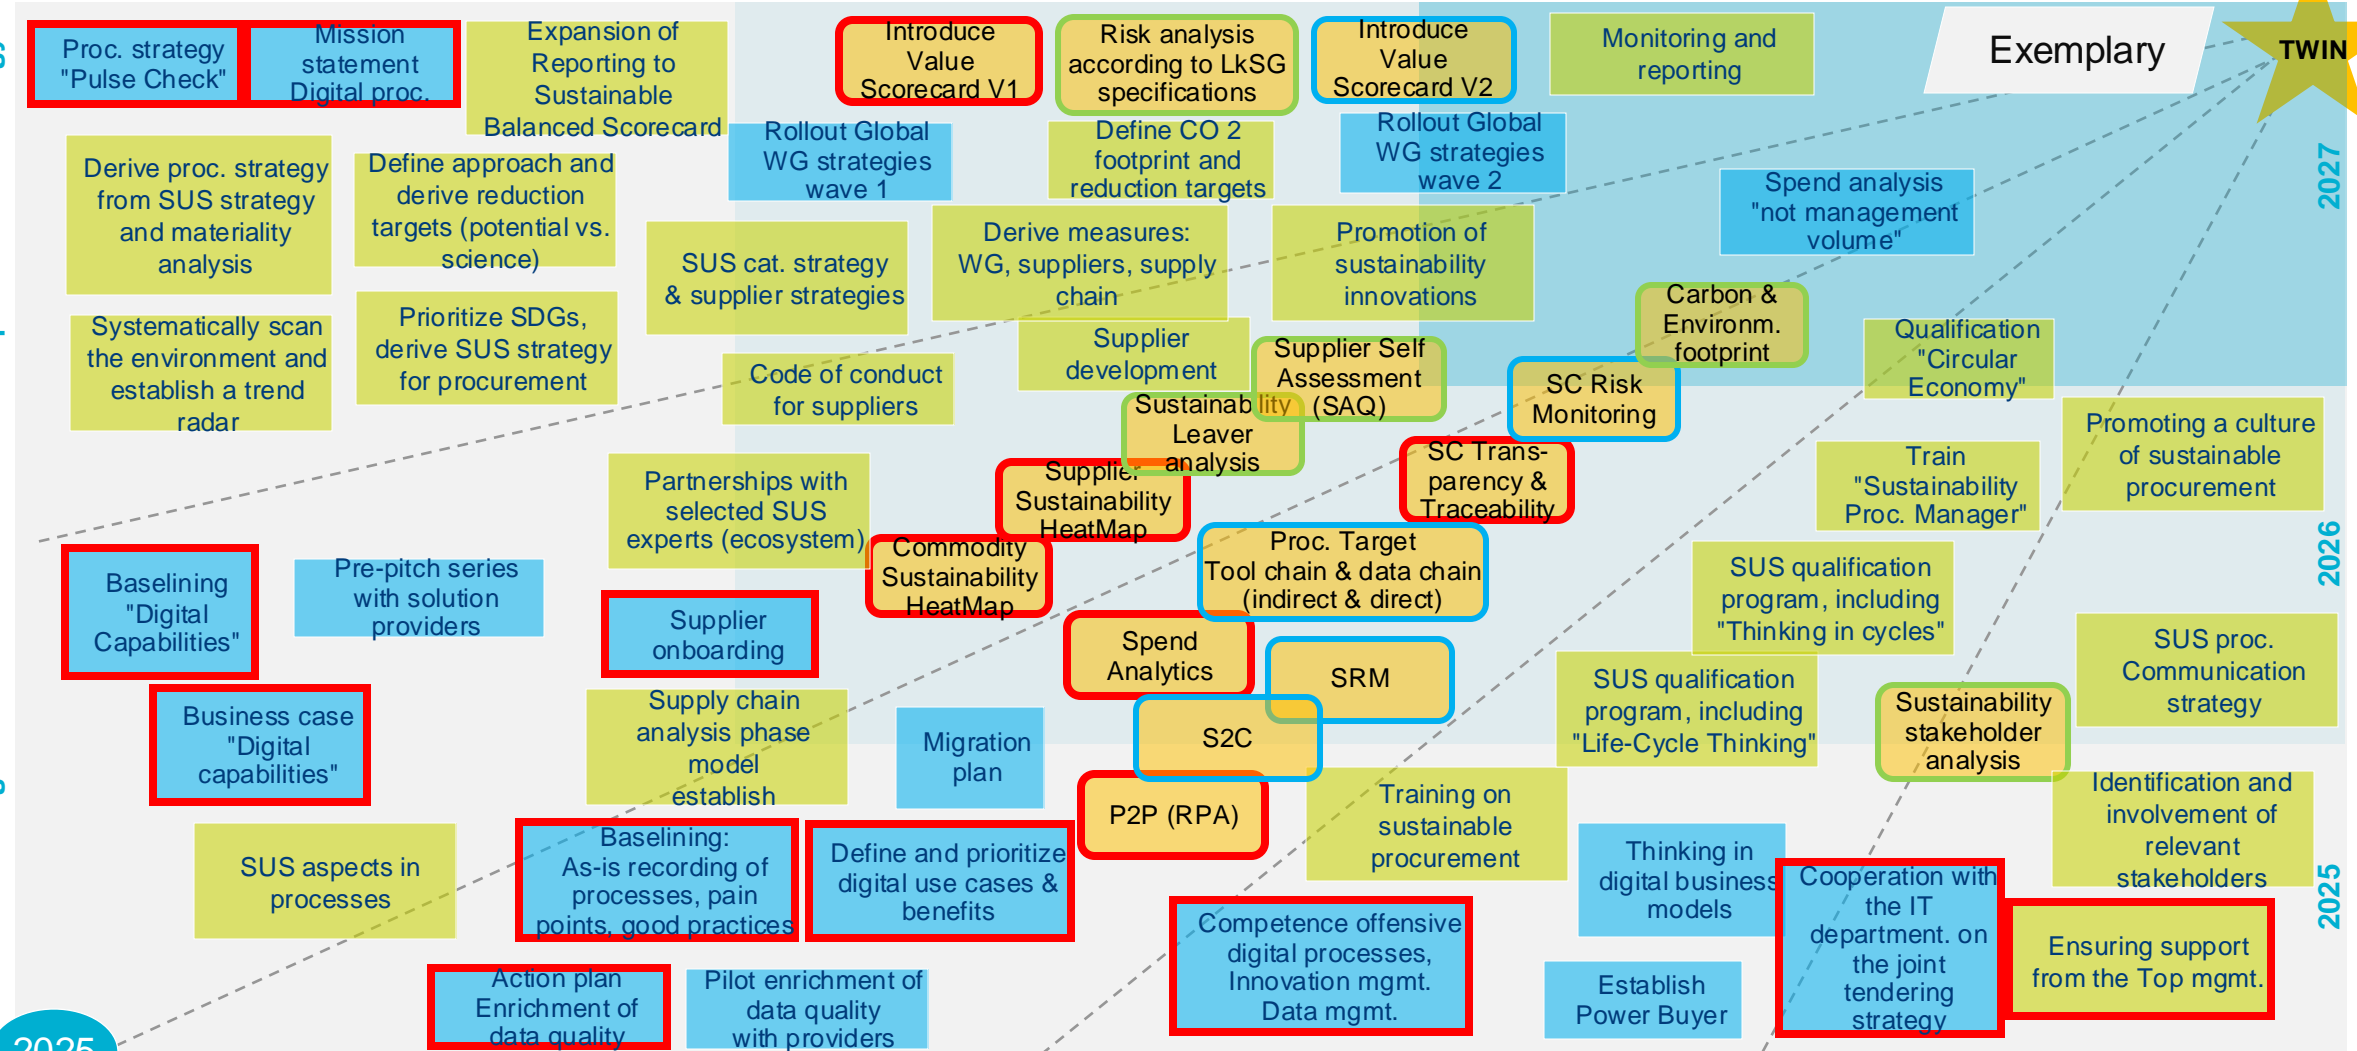 Proc. strategy
"Pulse Check"
Mission
statement
Digital proc.
Expansion of
Reporting to
Sustainable
Balanced Scorecard
Introduce
Value
Scorecard V1
Risk analysis
according to LkSG
specifications
Introduce
Value
Scorecard V2
Monitoring and
reporting
Exemplary
TWIN
Derive proc. strategy
from SUS strategy
and materiality
analysis
Define approach and
derive reduction
targets (potential vs.
science)
Rollout Global
WG strategies
wave 1
Define CO 2
footprint and
reduction targets
Rollout Global
WG strategies
wave 2
Spend analysis
"not management
volume"
2027
SUS cat. strategy
& supplier strategies
Derive measures:
WG, suppliers, supply
chain
Promotion of
sustainability
innovations
Systematically scan
the environment and
establish a trend
radar
Prioritize SDGs,
derive SUS strategy
for procurement
Code of conduct
for suppliers
Supplier
development
Supplier Self
Assessment
(SAQ)
Carbon &
Environm.
footprint
SC Risk
Monitoring
Qualification
"Circular
Economy"
Sustainability
Leaver
analysis
Promoting a culture
of sustainable
procurement
Partnerships with
selected SUS
experts (ecosystem)
Supplier
Sustainability
HeatMap
SC Trans-
parency &
Traceability
Train
"Sustainability
Proc. Manager"
Commodity
Sustainability
HeatMap
Proc. Target
Tool chain & data chain
(indirect & direct)
2026
Baselining
"Digital
Capabilities"
Pre-pitch series
with solution
providers
Supplier
onboarding
Spend
Analytics
SRM
SUS qualification
program, including
"Thinking in cycles"
SUS proc.
Communication
strategy
Business case
"Digital
capabilities"
Supply chain
analysis phase
model
establish
Migration
plan
S2C
SUS qualification
program, including
"Life-Cycle Thinking"
Sustainability
stakeholder
analysis
P2P (RPA)
Training on
sustainable
procurement
Identification and
involvement of
relevant
stakeholders
SUS aspects in
processes
Baselining:
As-is recording of
processes, pain
points, good practices
Define and prioritize
digital use cases &
benefits
Thinking in
digital business
models
Cooperation with
the IT
department. on
the joint
tendering
strategy
2025
Competence offensive
digital processes,
Innovation mgmt.
Data mgmt.
Ensuring support
from the Top mgmt.
Action plan
Enrichment of
data quality
Pilot enrichment of
data quality
with providers
Establish
Power Buyer
2025